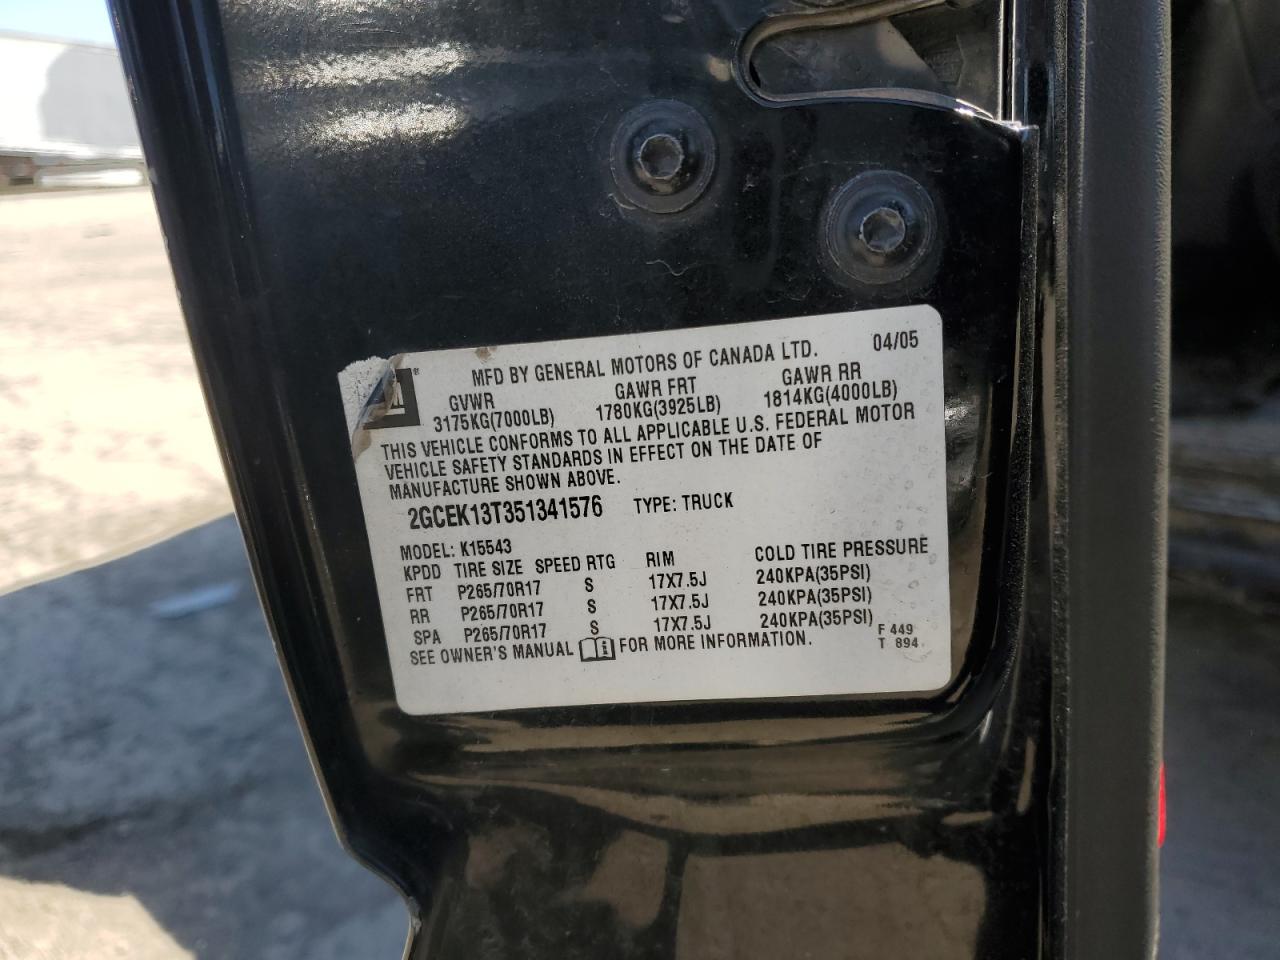 MFD BY GENERAL MOTORS OF CANADA LTD. 04/05
GVWR GAWR FRT GAWR RR
3175KG(7000LB) 1780KG(3925LB) 1814KG(4000LB)
THIS VEHICLE CONFORMS TO ALL APPLICABLE U.S. FEDERAL MOTOR
VEHICLE SAFETY STANDARDS IN EFFECT ON THE DATE OF
MANUFACTURE SHOWN ABOVE.
2GCEK13T351341576 TYPE: TRUCK
MODEL: K15543
KPDD TIRE SIZE SPEED RTG RIM COLD TIRE PRESSURE
FRT P265/70R17 S 17X7.5J 240KPA(35PSI)
RR P265/70R17 S 17X7.5J 240KPA(35PSI)
SPA P265/70R17 S 17X7.5J 240KPA(35PSI)
SEE OWNER'S MANUAL i FOR MORE INFORMATION.
F 449
T 894